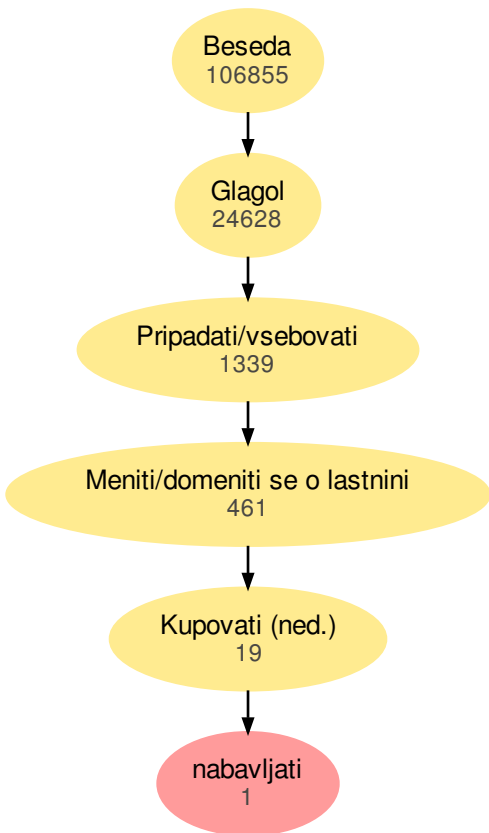 Beseda
106855
Glagol
24628
Pripadati/vsebovati
1339
Meniti/domeniti se o lastnini
461
Kupovati (ned.)
19
nabavljati
1